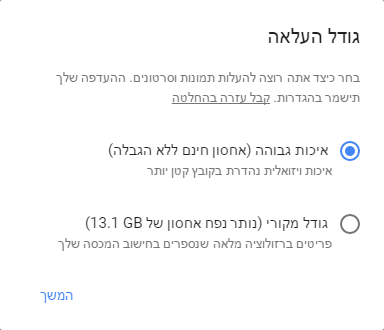 גודל העלאה
בחר כיצד אתה רוצה להעלות תמונות וסרטונים. ההעדפה שלך
תישמר בהגדרות. קבל עזרה בהחלטה
איכות גבוהה (אחסון חינם ללא הגבלה)
איכות ויזואלית נהדרת בקובץ קטן יותר
גודל מקורי (נותר נפח אחסון של 13.1 GB)
פריטים ברזולוציה מלאה שנספרים בחישוב המכסה שלך
המשך